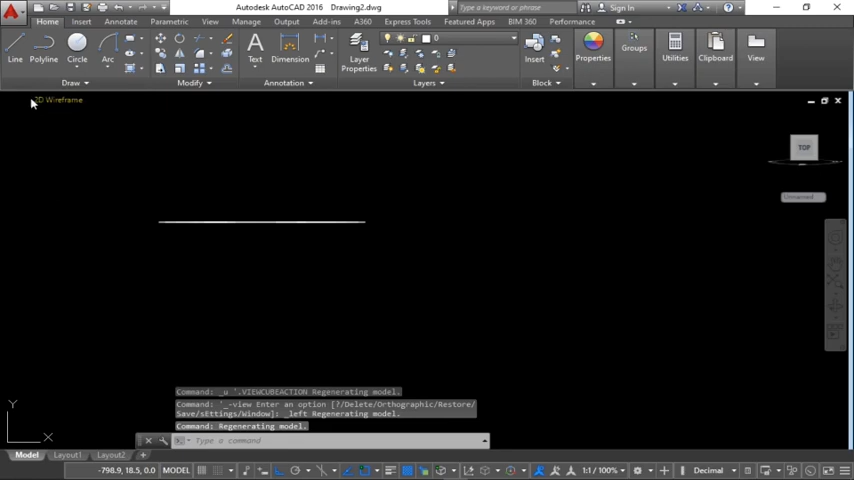 Autodesk AutoCAD 2016 Drawing2.dwg
Type a keyword or phrase
Sign In
Home Insert Annotate Parametric View Manage Output Add-ins A360 Express Tools Featured Apps BIM 360 Performance
0
Line Polyline Circle Arc
Text Dimension
Layer
Properties
Insert
Properties Groups Utilities Clipboard View
Draw Modify Annotation Layers Block
2D Wireframe
TOP
Unnamed
Command: _u '.VIEWCUBEACTION Regenerating model.
Command: '_-view Enter an option [?/Delete/Orthographic/Restore/
Save/sEttings/Window]: _left Regenerating model.
Command: Regenerating model.
Type a command
Y
X
Model Layout1 Layout2 +
-798.9, 18.5, 0.0 MODEL 1:1 / 100% Decimal